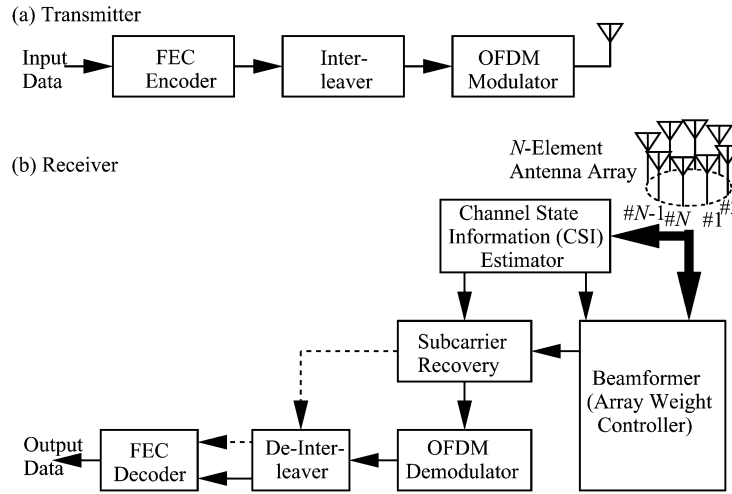 (a) Transmitter
Input
Data
FEC
Encoder
Inter-
leaver
OFDM
Modulator
(b) Receiver
N-Element
Antenna Array
#N-1
#N
#1
Channel State
Information (CSI)
Estimator
Subcarrier
Recovery
Beamformer
(Array Weight
Controller)
Output
Data
FEC
Decoder
De-Inter-
leaver
OFDM
Demodulator